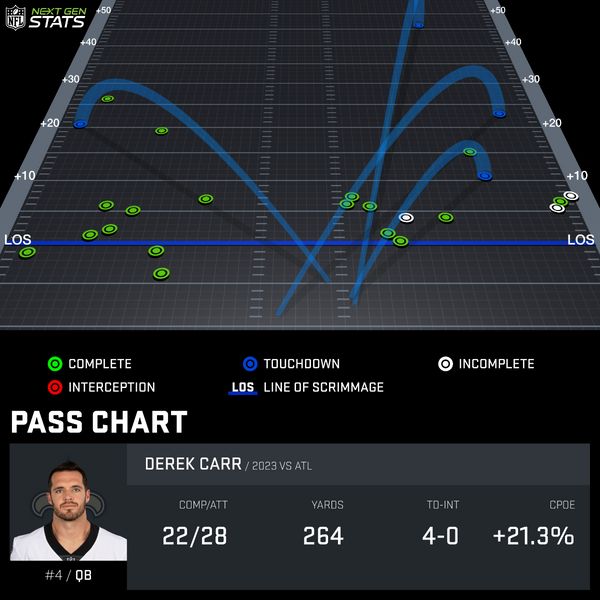 NFL NEXT GEN STATS
+50 +50
+40 +40
+30 +30
+20 +20
+10 +10
LOS LOS
COMPLETE TOUCHDOWN INCOMPLETE
INTERCEPTION LOS LINE OF SCRIMMAGE
PASS CHART
DEREK CARR / 2023 VS ATL
COMP/ATT YARDS TD-INT CPOE
22/28 264 4-0 +21.3%
#4 / QB